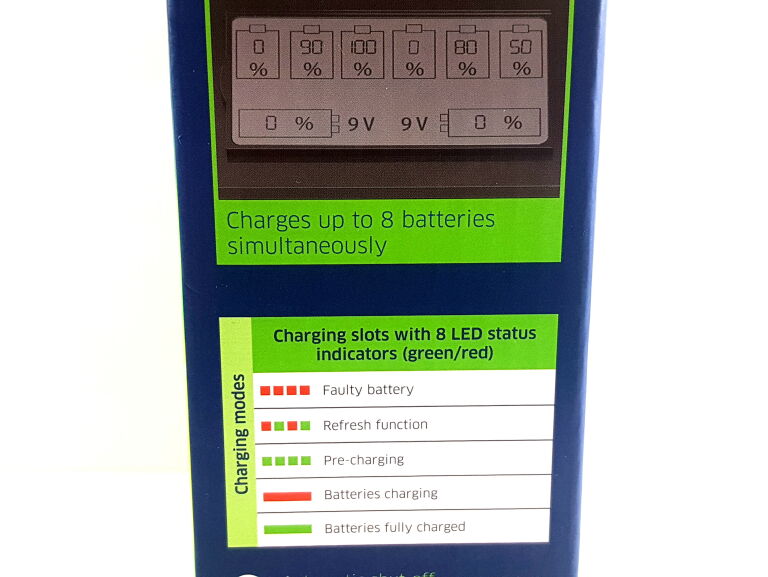 0 90 100 0 80 50
% % % % % %
0 % 9V 9V 0 %
Charges up to 8 batteries
simultaneously
Charging slots with 8 LED status
indicators (green/red)
Charging modes
Faulty battery
Refresh function
Pre-charging
Batteries charging
Batteries fully charged
shut-off